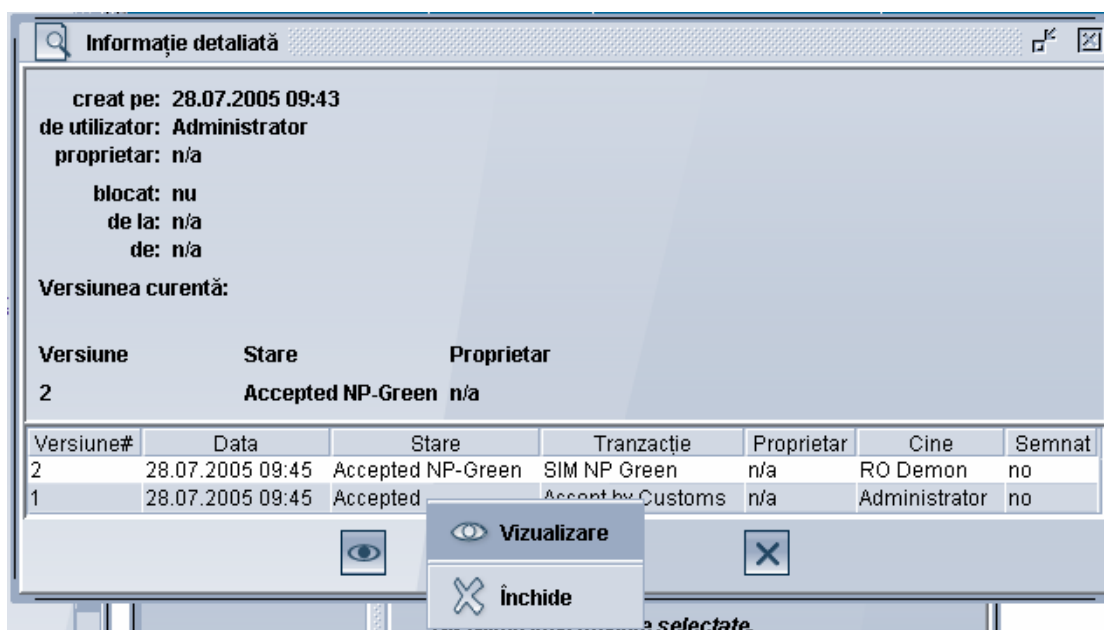 Informație detaliată
creat pe: 28.07.2005 09:43
de utilizator: Administrator
proprietar: n/a
blocat: nu
de la: n/a
de: n/a
Versiunea curentă:
Versiune Stare Proprietar
2 Accepted NP-Green n/a
Versiune# Data Stare Tranzacție Proprietar Cine Semnat
2 28.07.2005 09:45 Accepted NP-Green SIM NP Green n/a RO Demon no
1 28.07.2005 09:45 Accepted Accept by Customs n/a Administrator no
Vizualizare
Închide
selectate.